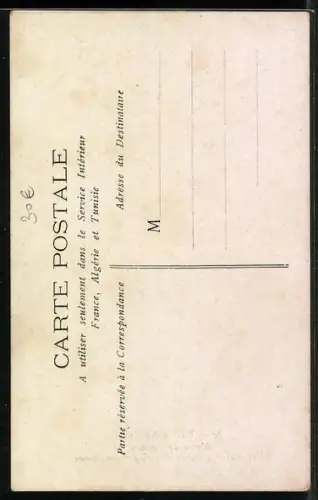 30€
CARTE POSTALE
A utiliser seulement dans le Service Intérieur
France, Algérie et Tunisie
Partie réservée à la Correspondance
Adresse du Destinataire
M